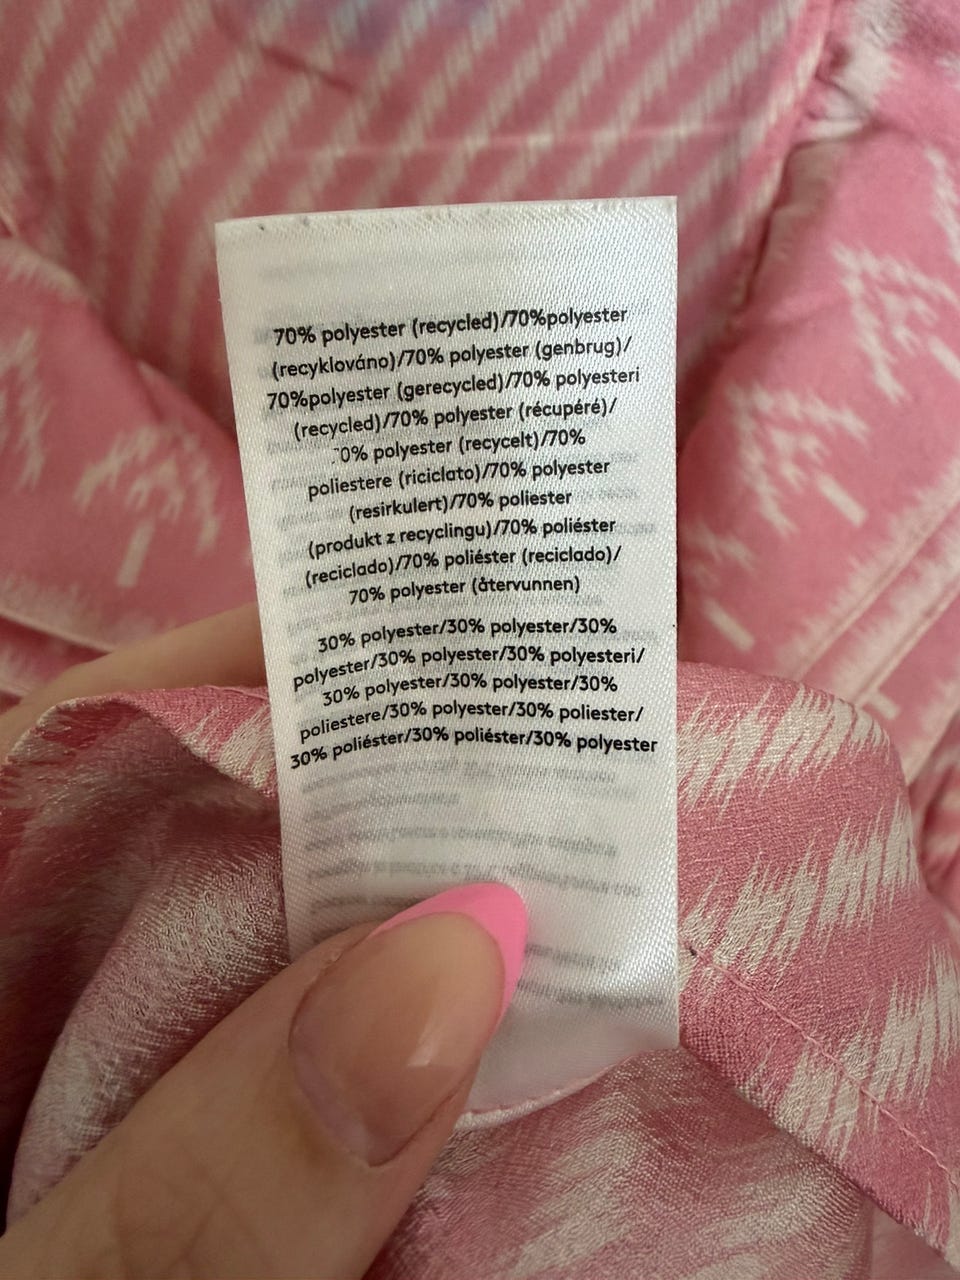 70% polyester (recycled)/70%polyester
(recyklováno)/70% polyester (genbrug)/
70%polyester (gerecycled)/70% polyesteri
(recycled)/70% polyester (récupéré)/
70% polyester (recycelt)/70%
poliestere (riciclato)/70% polyester
(resirkulert)/70% poliester
(produkt z recyclingu)/70% poliéster
(reciclado)/70% poliéster (reciclado)/
70% polyester (återvunnen)
30% polyester/30% polyester/30%
polyester/30% polyester/30% polyesteri/
30% polyester/30% polyester/30%
poliestere/30% polyester/30% poliester/
30% poliéster/30% poliéster/30% polyester